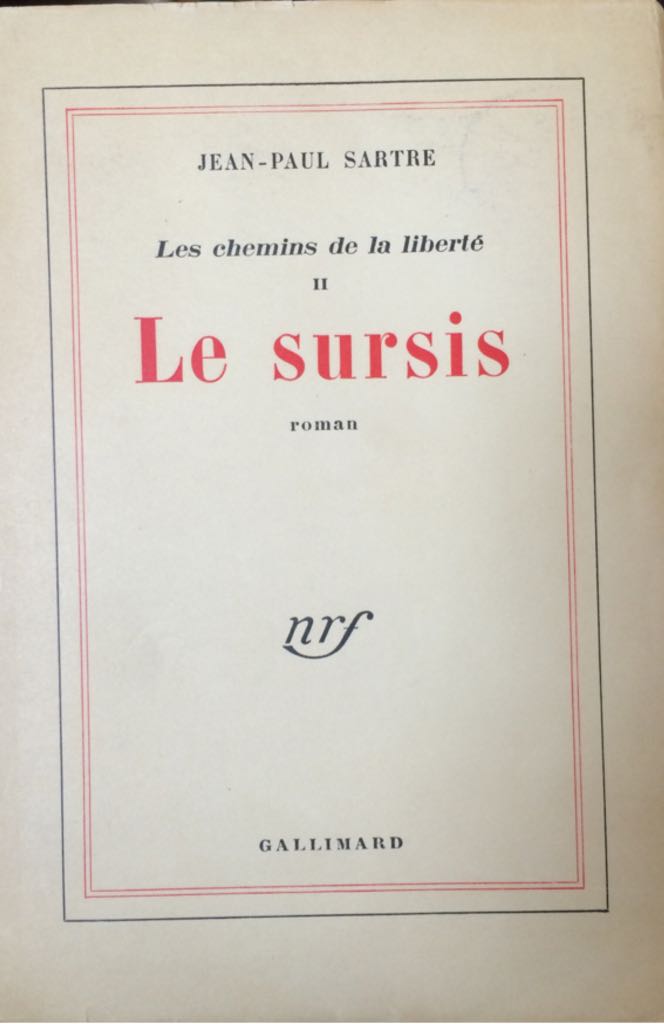 JEAN-PAUL SARTRE
Les chemins de la liberté
II
Le sursis
roman
nrf
GALLIMARD